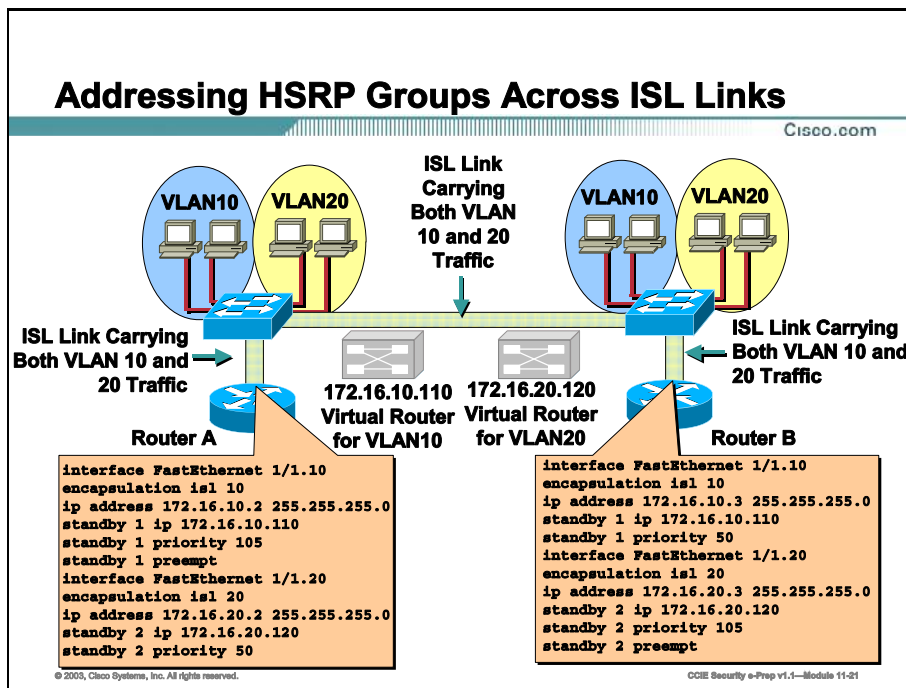 Addressing HSRP Groups Across ISL Links
Cisco.com
VLAN10
VLAN20
ISL Link
Carrying
Both VLAN
10 and 20
Traffic
VLAN10
VLAN20
ISL Link Carrying
Both VLAN 10 and
20 Traffic
ISL Link Carrying
Both VLAN 10 and
20 Traffic
172.16.10.110
Virtual Router
for VLAN10
172.16.20.120
Virtual Router
for VLAN20
Router A
Router B
interface FastEthernet 1/1.10
encapsulation isl 10
ip address 172.16.10.2 255.255.255.0
standby 1 ip 172.16.10.110
standby 1 priority 105
standby 1 preempt
interface FastEthernet 1/1.20
encapsulation isl 20
ip address 172.16.20.2 255.255.255.0
standby 2 ip 172.16.20.120
standby 2 priority 50
interface FastEthernet 1/1.10
encapsulation isl 10
ip address 172.16.10.3 255.255.255.0
standby 1 ip 172.16.10.110
standby 1 priority 50
interface FastEthernet 1/1.20
encapsulation isl 20
ip address 172.16.20.3 255.255.255.0
standby 2 ip 172.16.20.120
standby 2 priority 105
standby 2 preempt
© 2003, Cisco Systems, Inc. All rights reserved.
CCIE Security e-Prep v1.1—Module 11-21